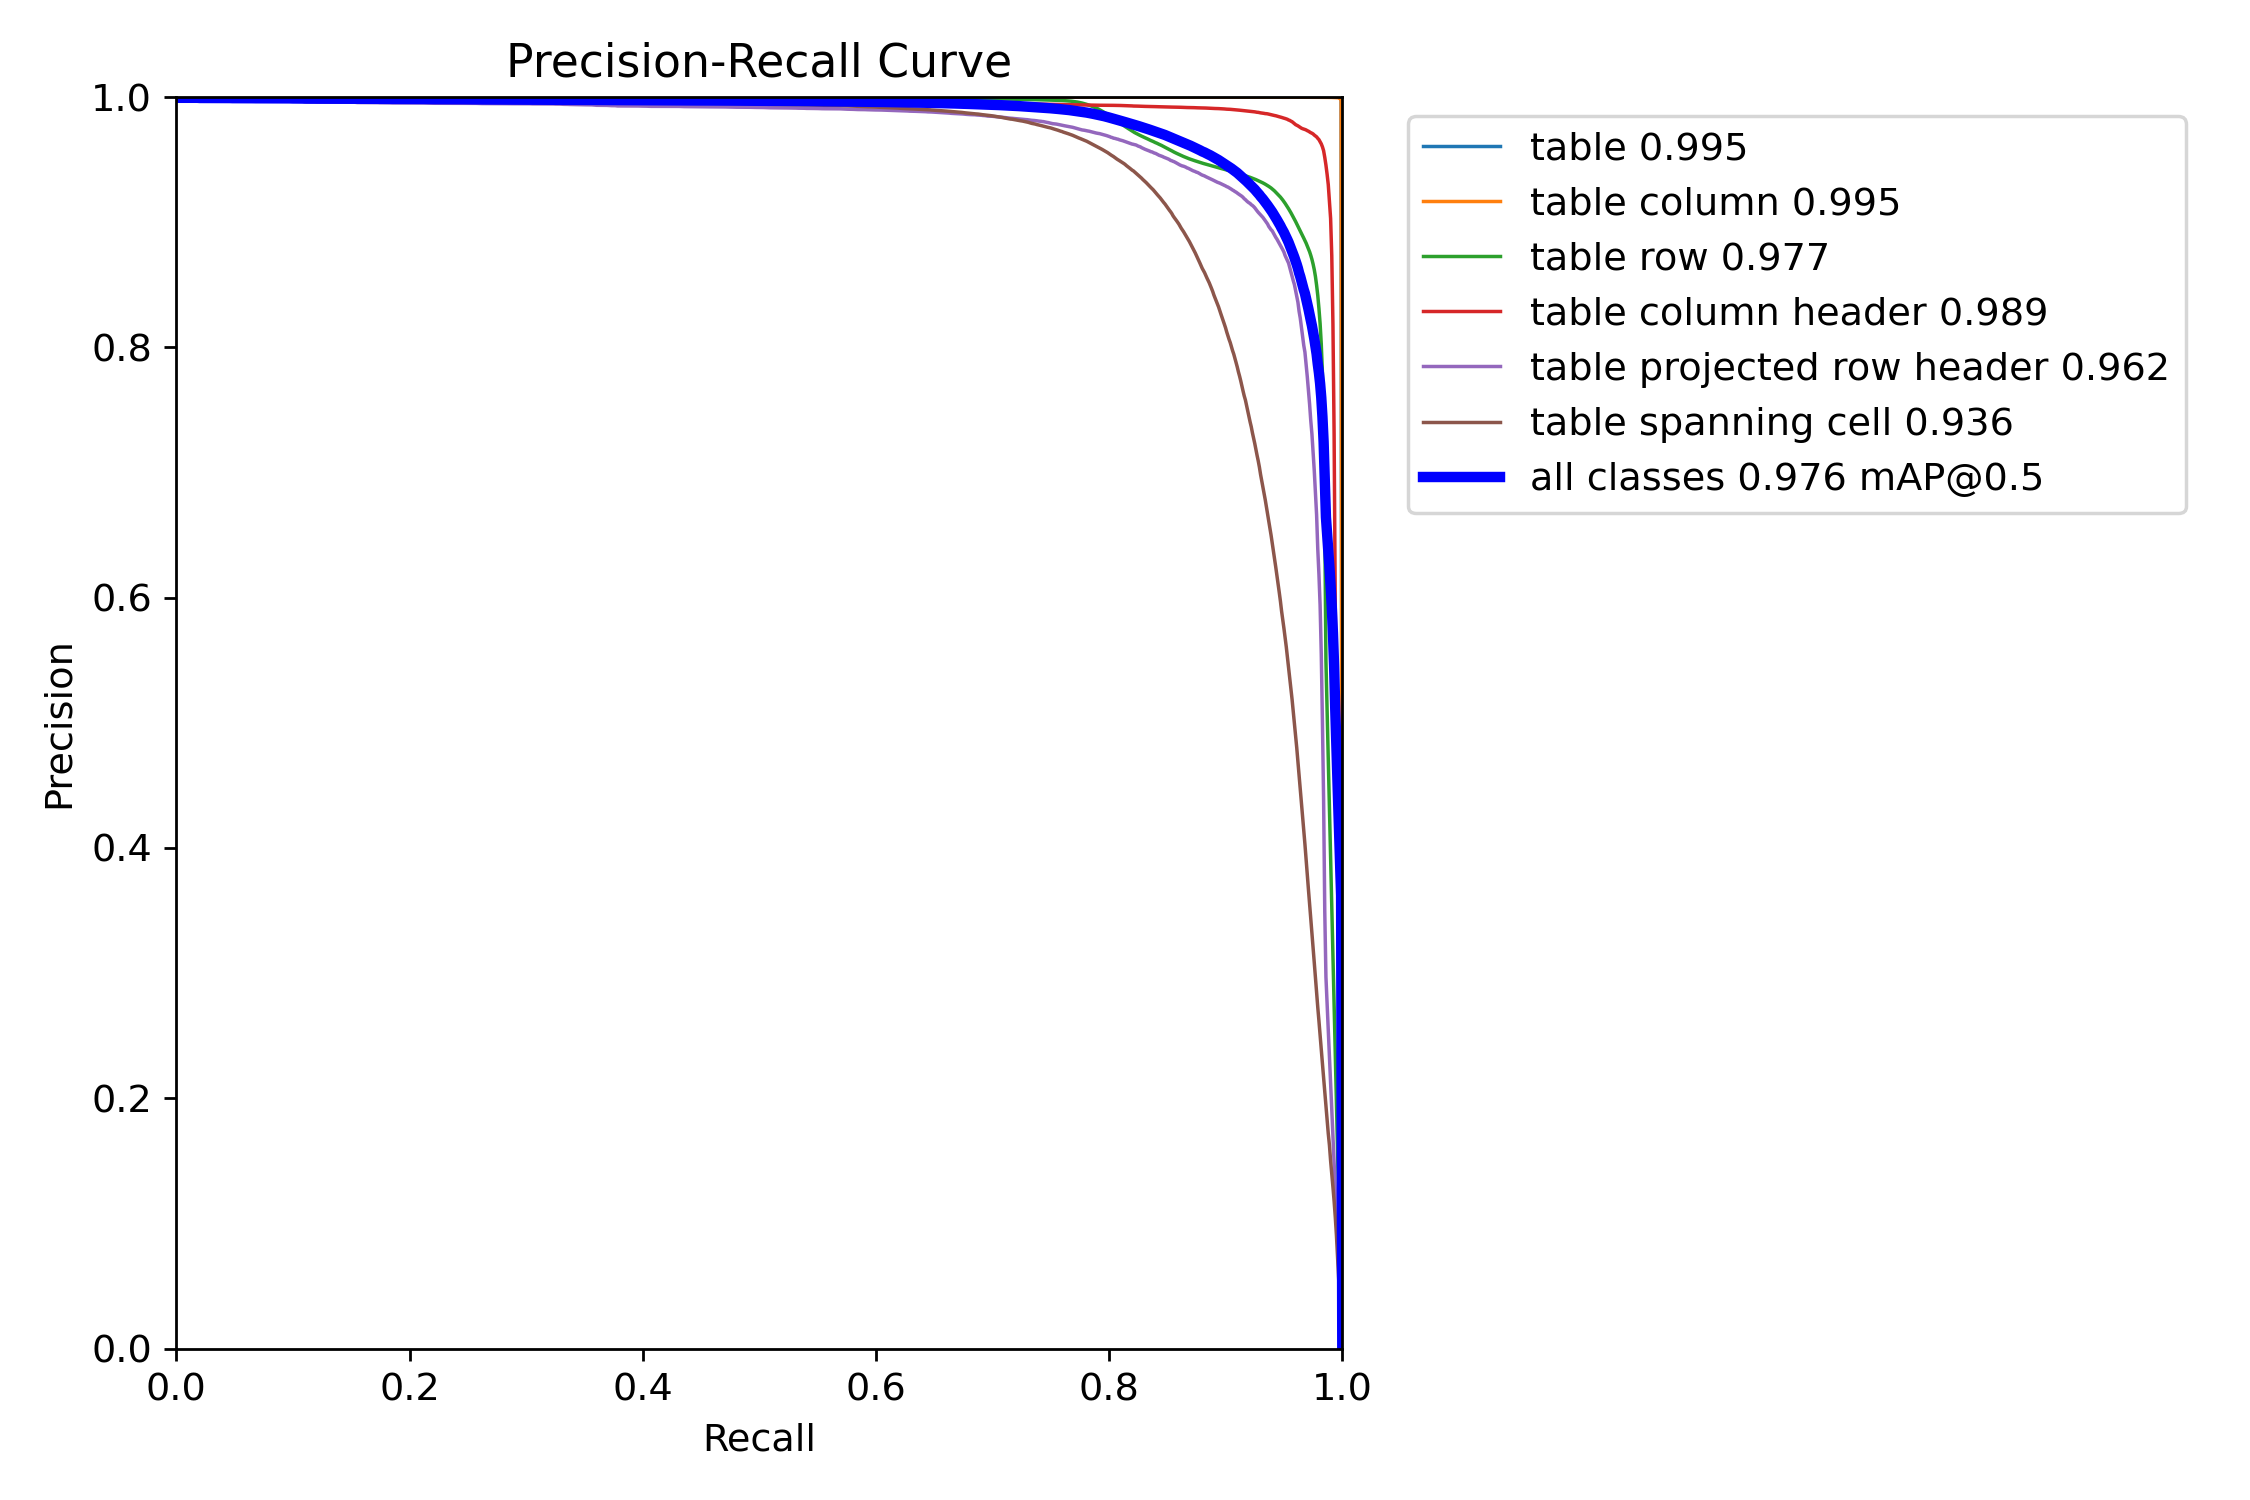 Precision-Recall Curve
1.0
0.8
0.6
0.4
0.2
0.0
Precision
0.0 0.2 0.4 0.6 0.8 1.0
Recall
table 0.995
table column 0.995
table row 0.977
table column header 0.989
table projected row header 0.962
table spanning cell 0.936
all classes 0.976 mAP@0.5